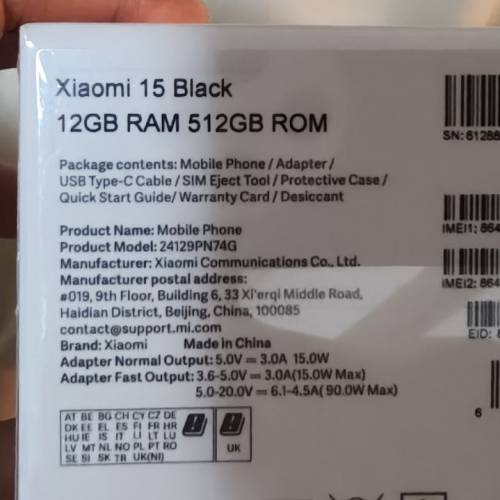 Xiaomi 15 Black
12GB RAM 512GB ROM
Package contents: Mobile Phone / Adapter /
USB Type-C Cable / SIM Eject Tool / Protective Case /
Quick Start Guide/ Warranty Card / Desiccant
Product Name: Mobile Phone
Product Model: 24129PN74G
Manufacturer: Xiaomi Communications Co., Ltd.
Manufacturer postal address:
#019, 9th Floor, Building 6, 33 Xi'erqi Middle Road,
Haidian District, Beijing, China, 100085
contact@support.mi.com
Brand: Xiaomi Made in China
Adapter Normal Output: 5.0V ⎓ 3.0A 15.0W
Adapter Fast Output: 3.6-5.0V ⎓ 3.0A(15.0W Max)
5.0-20.0V ⎓ 6.1-4.5A( 90.0W Max)
AT BE BG CH CY CZ DE
DK EE EL ES FI FR HR
HU IE IS IT LI LT LU
LV MT NL NO PL PT RO
SE SI SK TR UK(NI)
UK
SN: 61288
IMEI1: 864
IMEI2: 864
EID:
6